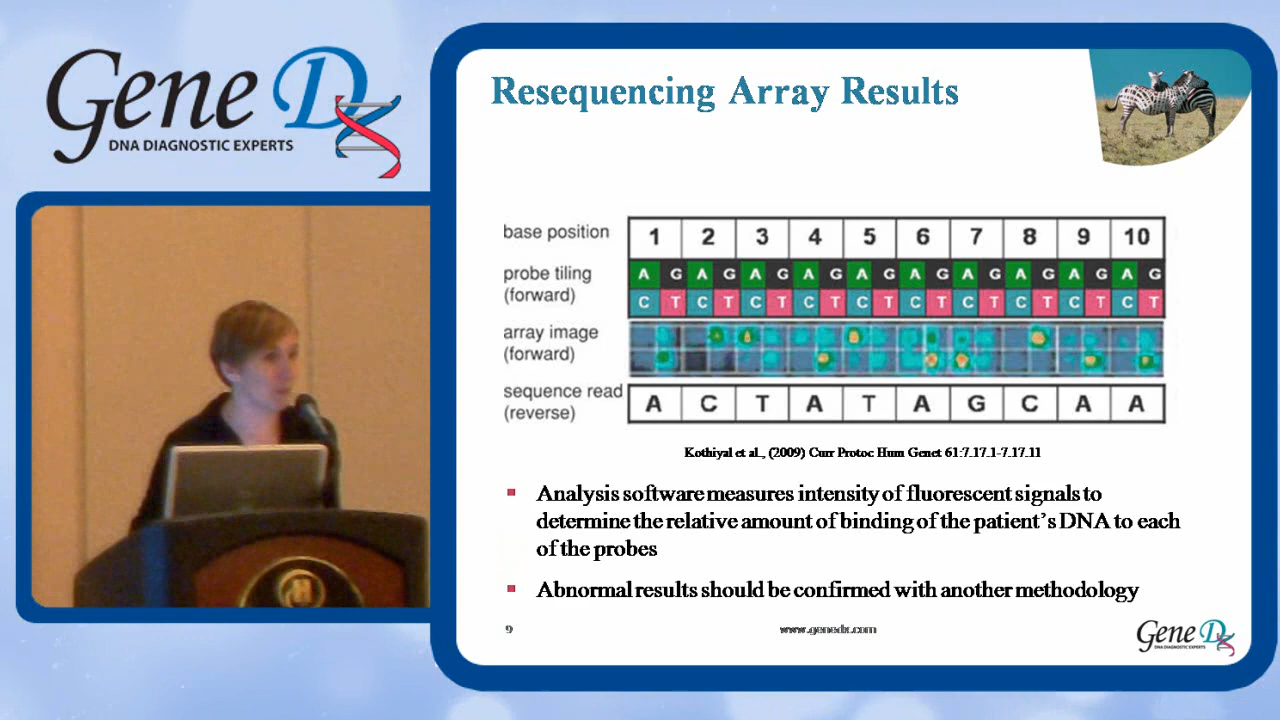 Gene Dx
DNA DIAGNOSTIC EXPERTS
Resequencing Array Results
base position 1 2 3 4 5 6 7 8 9 10
probe tiling A G A G A G A G A G A G A G A G A G A G
(forward) C T C T C T C T C T C T C T C T C T C T
array image
(forward)
sequence read A C T A T A G C A A
(reverse)
Kothiyal et al., (2009) Curr Protoc Hum Genet 61:7.17.1-7.17.11
▪ Analysis software measures intensity of fluorescent signals to
determine the relative amount of binding of the patient's DNA to each
of the probes
▪ Abnormal results should be confirmed with another methodology
9 www.genedx.com
Gene Dx
DNA DIAGNOSTIC EXPERTS